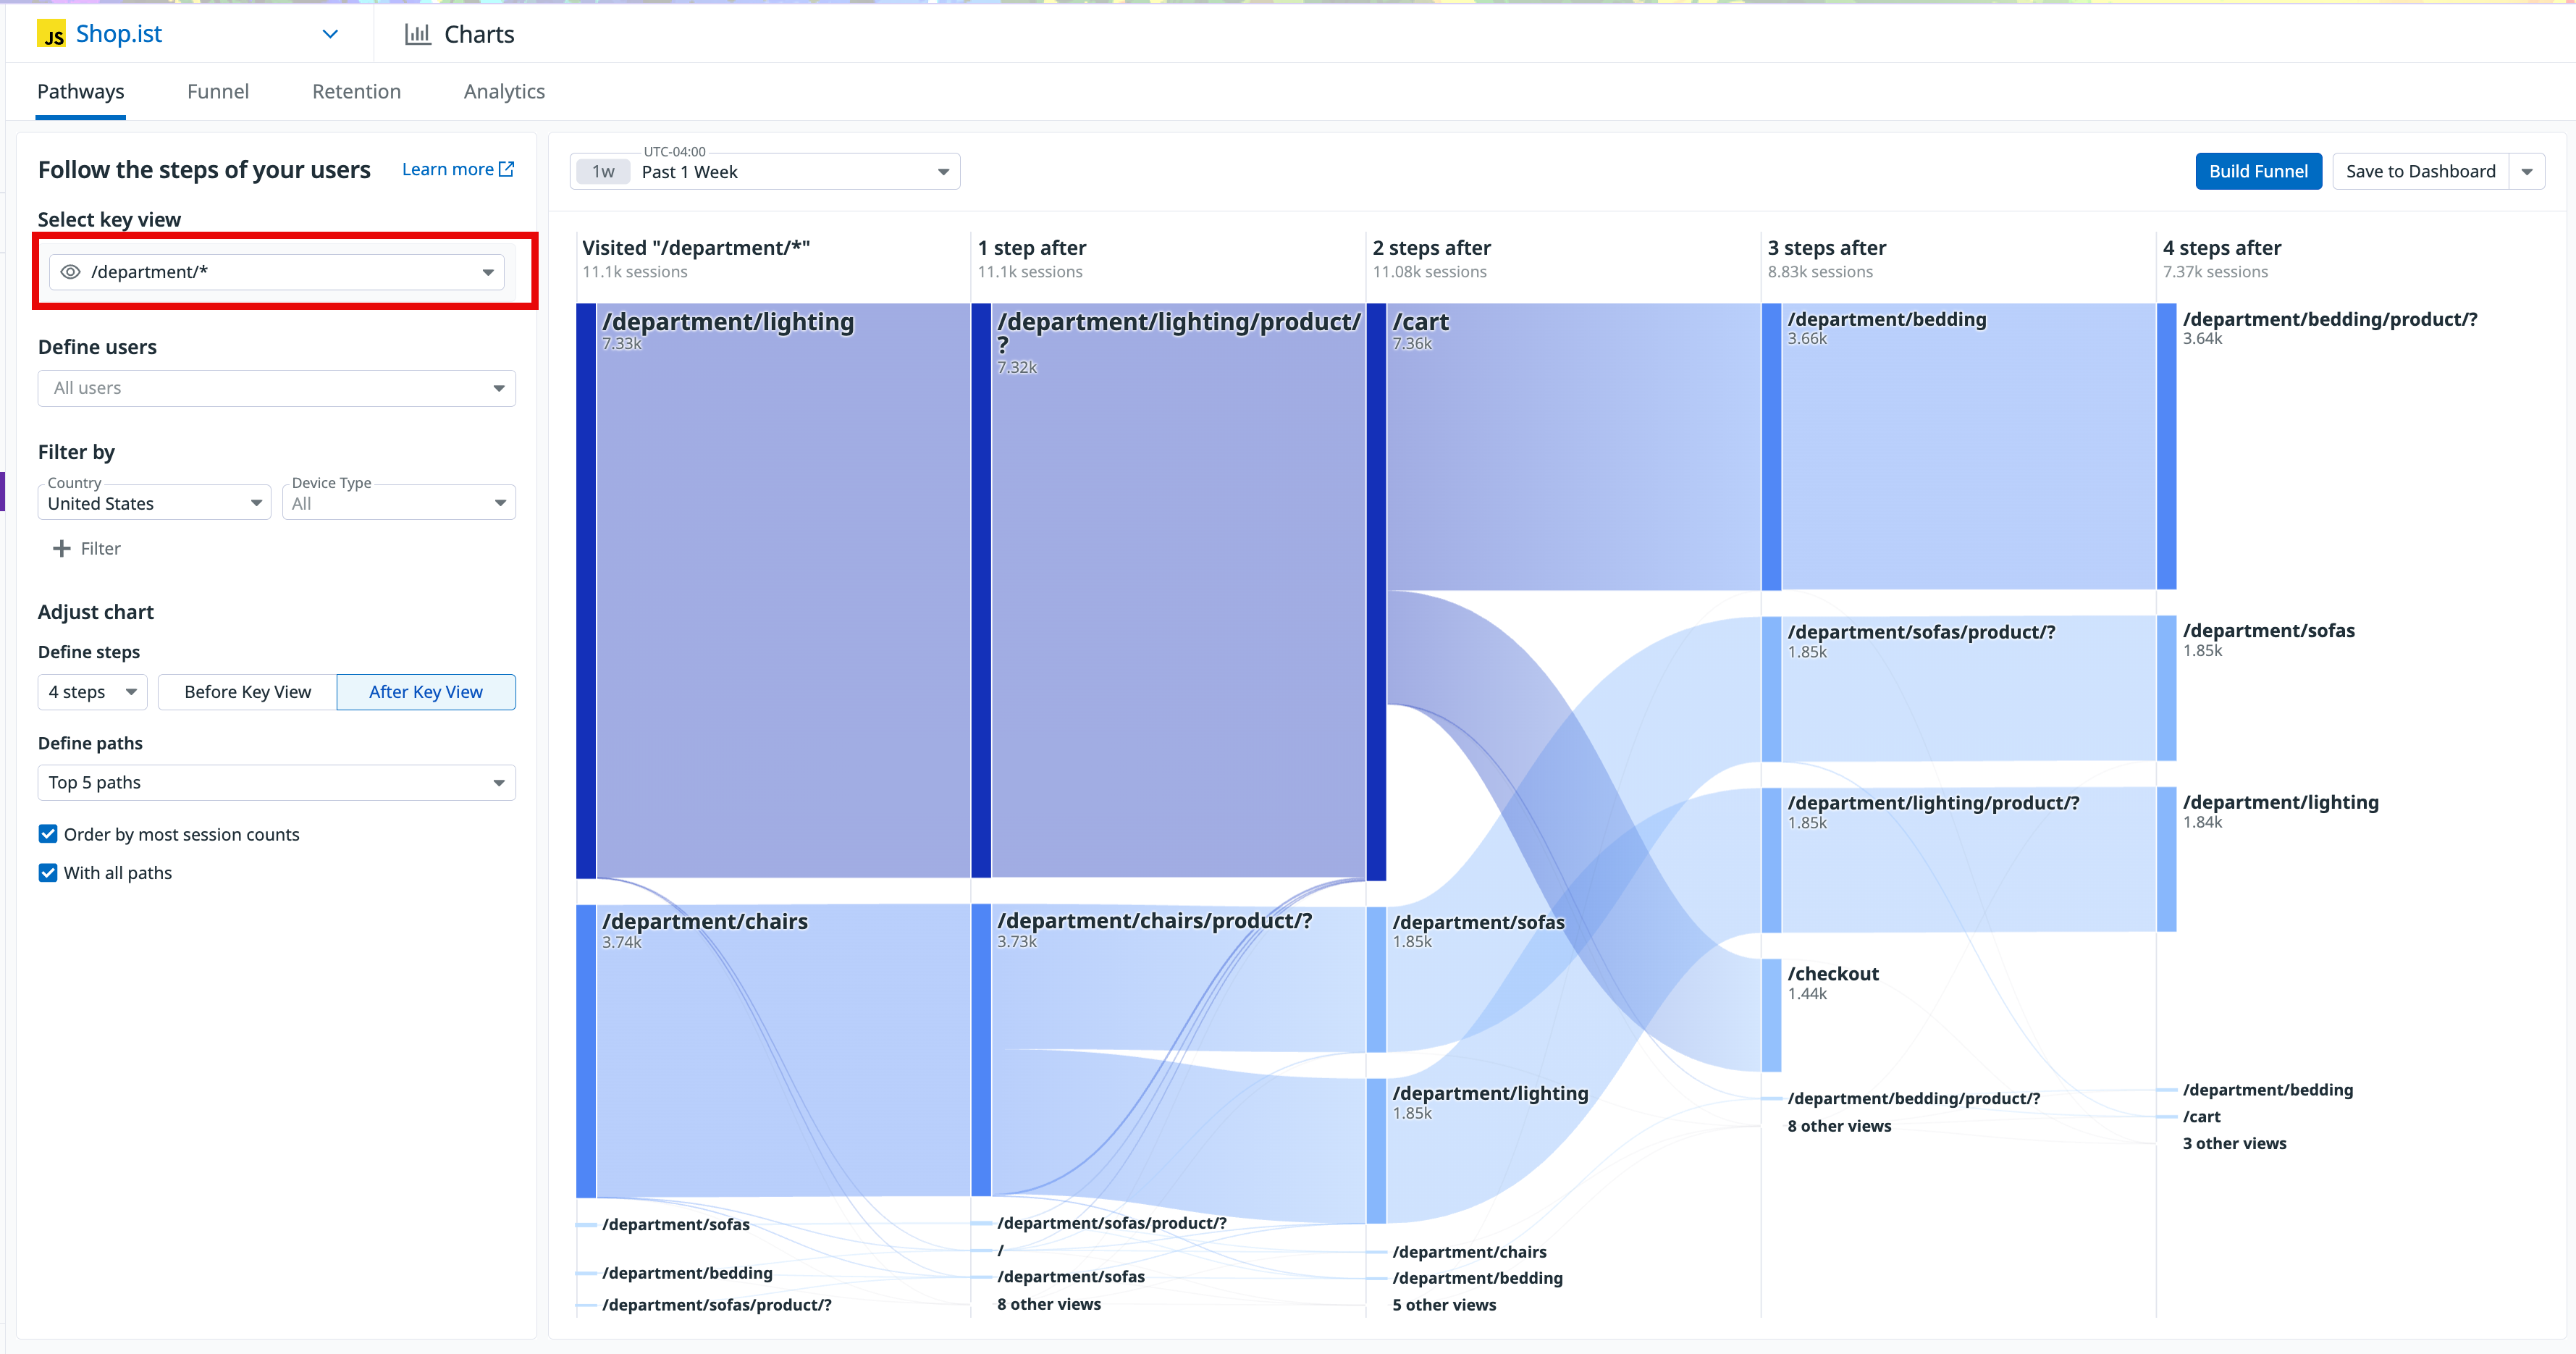 JS Shop.ist
Charts
Pathways
Funnel
Retention
Analytics
Follow the steps of your users
Learn more
Select key view
/department/*
Define users
All users
Filter by
Country
United States
Device Type
All
Filter
Adjust chart
Define steps
4 steps
Before Key View
After Key View
Define paths
Top 5 paths
Order by most session counts
With all paths
UTC-04:00
1w Past 1 Week
Build Funnel
Save to Dashboard
Visited "/department/*"
11.1k sessions
/department/lighting
7.33k
/department/chairs
3.74k
/department/sofas
/department/bedding
/department/sofas/product/?
1 step after
11.1k sessions
/department/lighting/product/
?
7.32k
/department/chairs/product/?
3.73k
/department/sofas/product/?
/
/department/sofas
8 other views
2 steps after
11.08k sessions
/cart
7.36k
/department/sofas
1.85k
/department/lighting
1.85k
/department/chairs
/department/bedding
5 other views
3 steps after
8.83k sessions
/department/bedding
3.66k
/department/sofas/product/?
1.85k
/department/lighting/product/?
1.85k
/checkout
1.44k
/department/bedding/product/?
8 other views
4 steps after
7.37k sessions
/department/bedding/product/?
3.64k
/department/sofas
1.85k
/department/lighting
1.84k
/department/bedding
/cart
3 other views